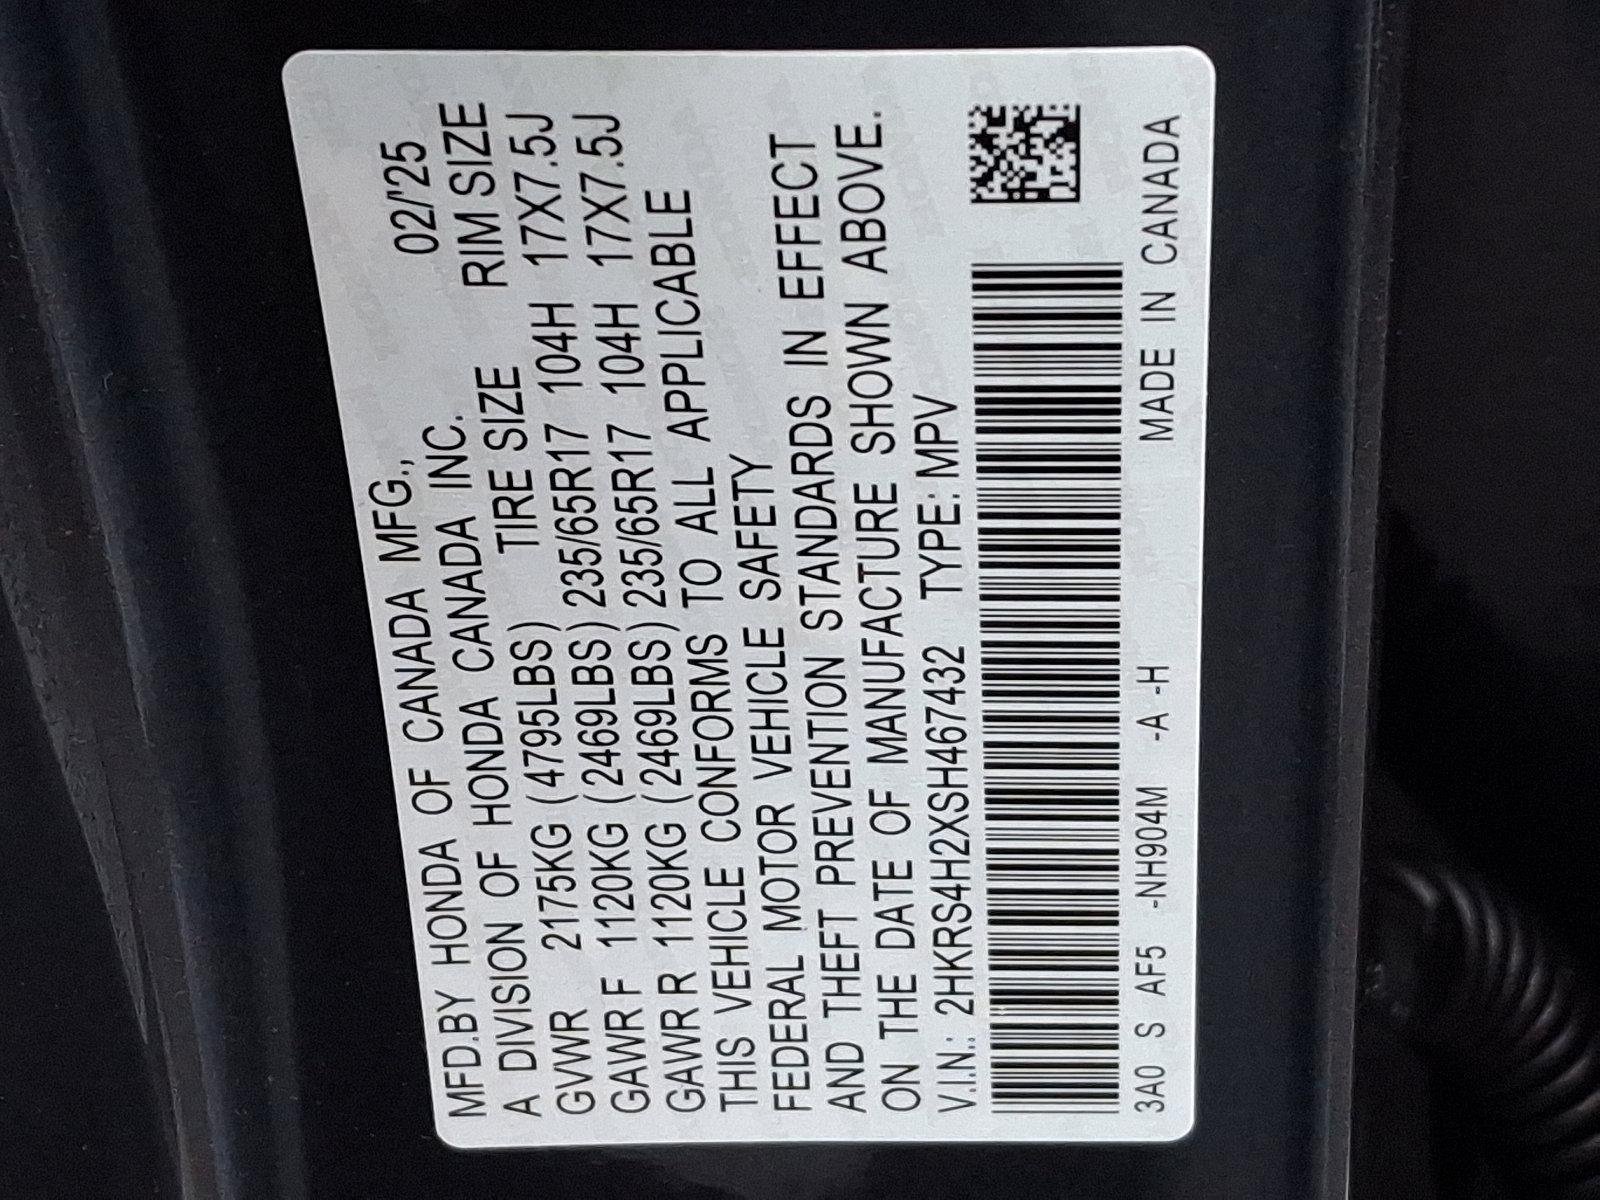 MFD.BY HONDA OF CANADA MFG., 02/'25
A DIVISION OF HONDA CANADA INC.
TIRE SIZE RIM SIZE
GVWR 2175KG (4795LBS)
GAWR F 1120KG (2469LBS) 235/65R17 104H 17X7.5J
GAWR R 1120KG (2469LBS) 235/65R17 104H 17X7.5J
THIS VEHICLE CONFORMS TO ALL APPLICABLE
FEDERAL MOTOR VEHICLE SAFETY
AND THEFT PREVENTION STANDARDS IN EFFECT
ON THE DATE OF MANUFACTURE SHOWN ABOVE.
V.I.N.: 2HKRS4H2XSH467432 TYPE: MPV
3A0 S AF5 -NH904M -A -H MADE IN CANADA